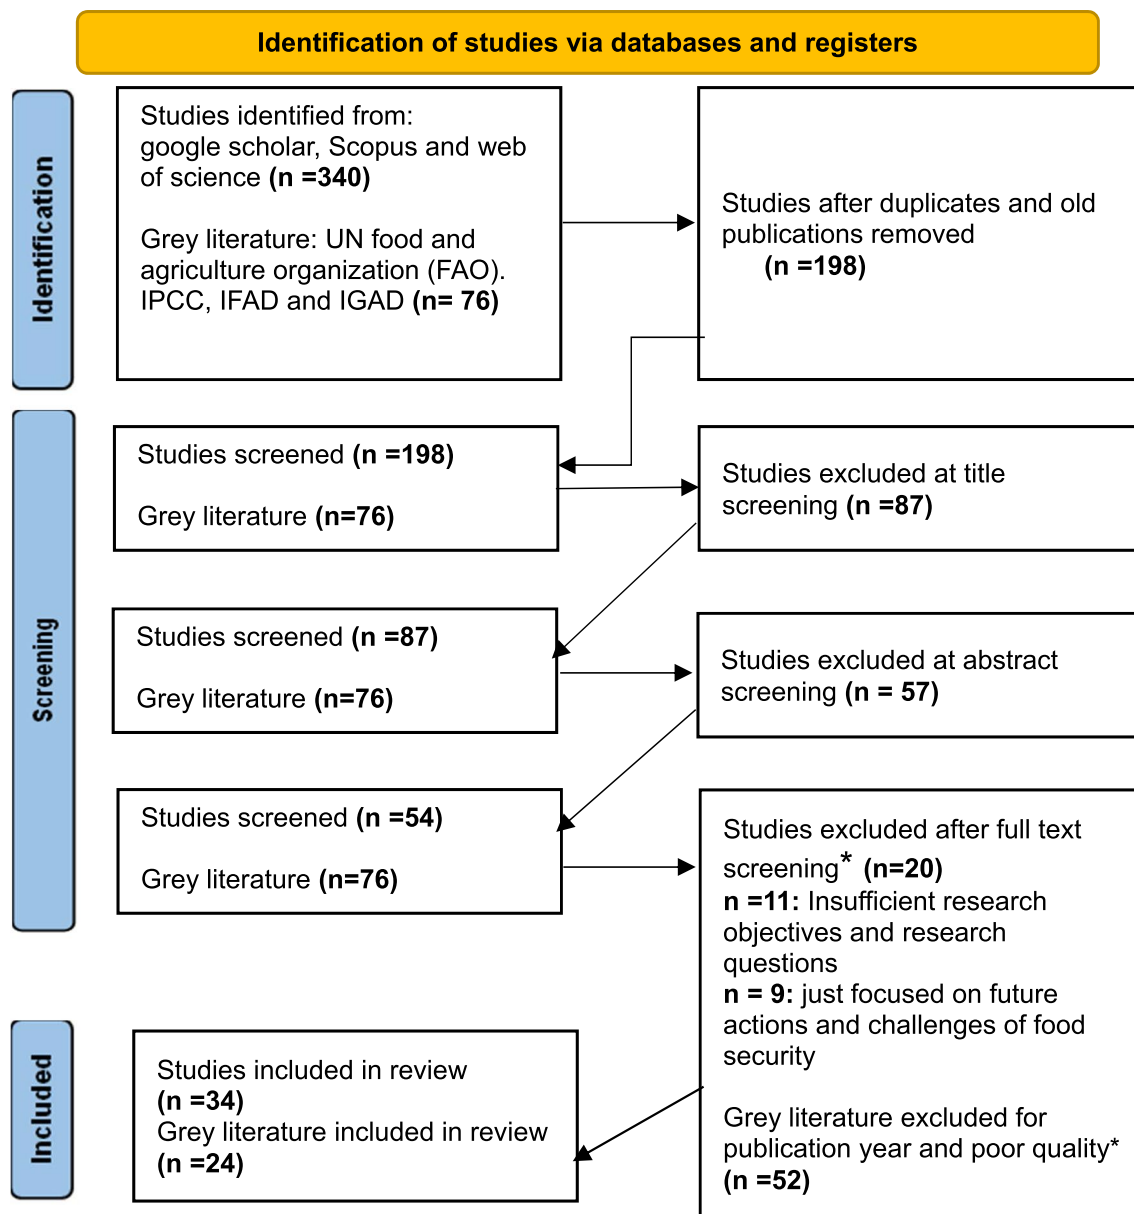 Identification of studies via databases and registers
Identification
Studies identified from:
google scholar, Scopus and web
of science (n =340)
Grey literature: UN food and
agriculture organization (FAO).
IPCC, IFAD and IGAD (n= 76)
Studies after duplicates and old
publications removed
(n =198)
Screening
Studies screened (n =198)
Grey literature (n=76)
Studies excluded at title
screening (n =87)
Studies screened (n =87)
Grey literature (n=76)
Studies excluded at abstract
screening (n = 57)
Studies screened (n =54)
Grey literature (n=76)
Studies excluded after full text
screening* (n=20)
n =11: Insufficient research
objectives and research
questions
n = 9: just focused on future
actions and challenges of food
security
Grey literature excluded for
publication year and poor quality*
(n =52)
Included
Studies included in review
(n =34)
Grey literature included in review
(n =24)